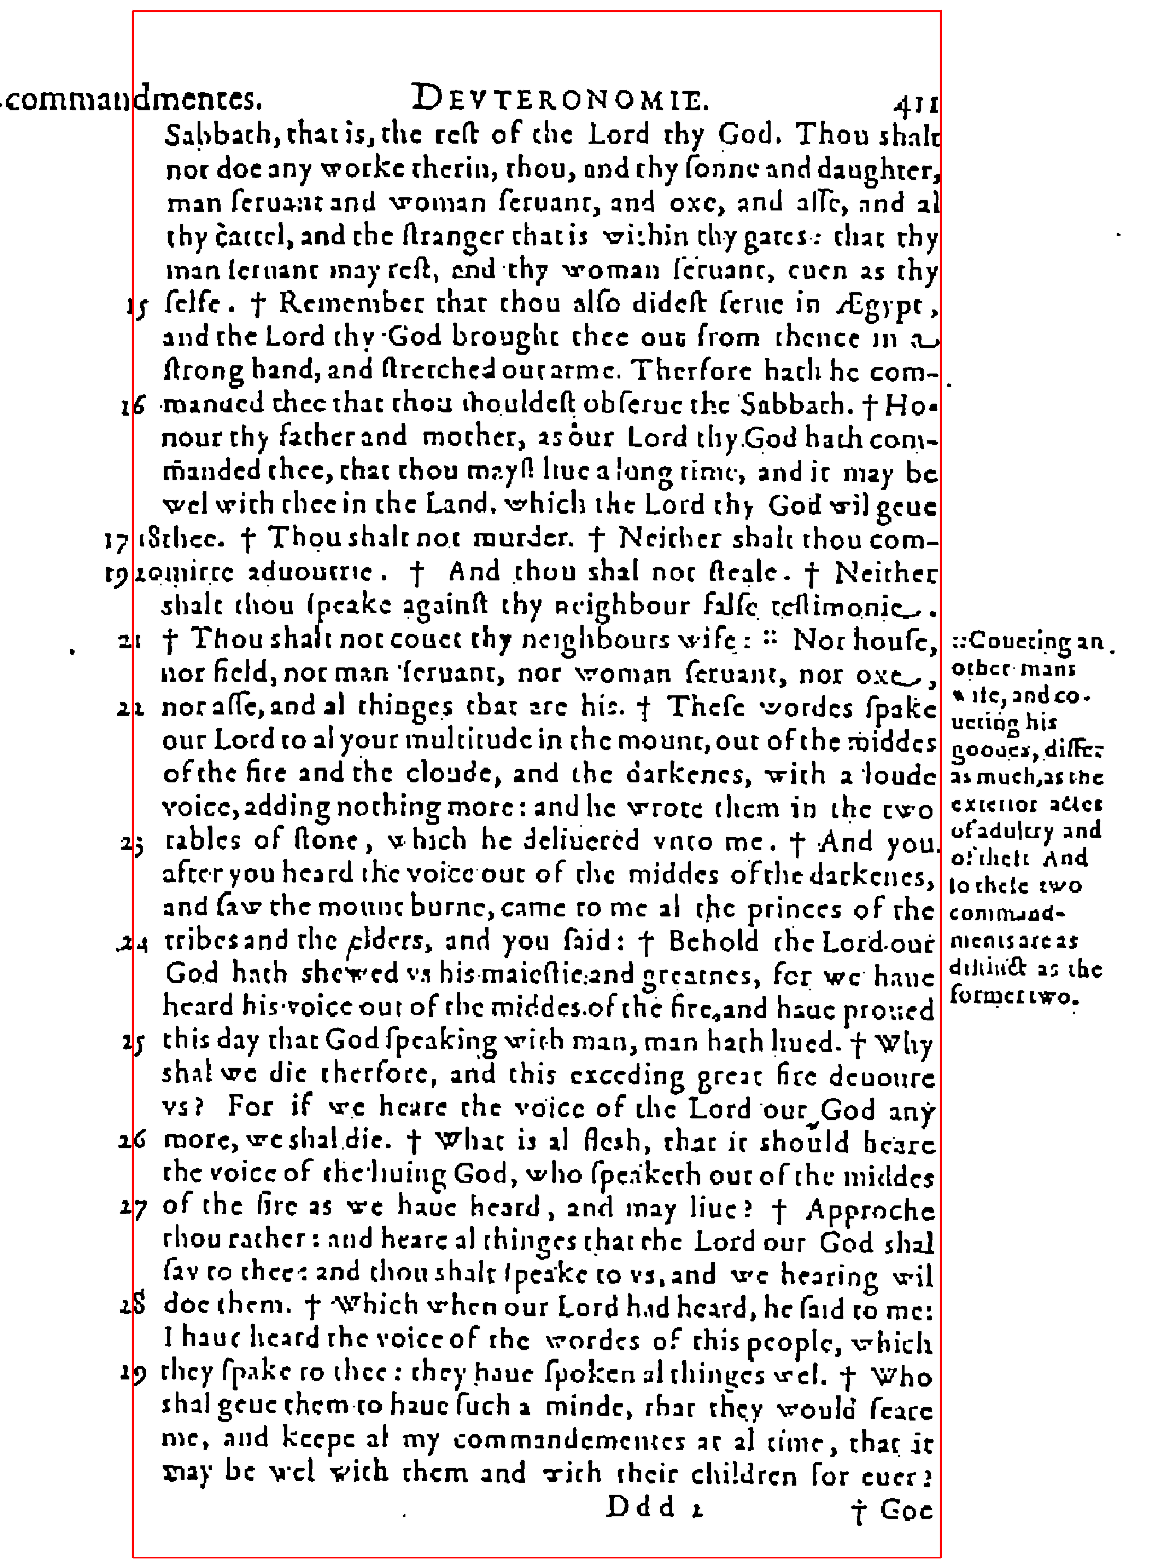 commandmentes. DEVTERONOMIE. 411
Sabbath, that is, the rest of the Lord thy God. Thou shalt
not doe any worke therin, thou, and thy sonne and daughter,
man seruant and woman seruant, and oxe, and asse, and al
thy cattel, and the stranger that is within thy gates: that thy
man seruant may rest, and thy woman seruant, euen as thy
15 selfe. † Remember that thou also didest serue in Ægypt,
and the Lord thy God brought thee out from thence in a
strong hand, and stretched out arme. Therfore hath he com-
16 manded thee that thou shouldest obserue the Sabbath. † Ho-
nour thy father and mother, as our Lord thy God hath com-
manded thee, that thou mayst liue a long time, and it may be
wel with thee in the Land, which the Lord thy God wil geue
17 18 thee. † Thou shalt not murder. † Neither shalt thou com-
19 20 mitte aduoutrie. † And thou shal not steale. † Neither
shalt thou speake against thy neighbour false testimonie.
21 † Thou shalt not couet thy neighbours wife: :: Nor house,
nor field, not man seruant, nor woman seruant, nor oxe,
22 nor asse, and al thinges that are his. † These wordes spake
our Lord to al your multitude in the mount, out of the middes
of the fire and the cloude, and the darkenes, with a loude
voice, adding nothing more: and he wrote them in the two
23 tables of stone, which he deliuered vnto me. † And you
after you heard the voice out of the middes of the darkenes,
and saw the mount burne, came to me al the princes of the
24 tribes and the elders, and you said: † Behold the Lord our
God hath shewed vs his maiestie and greatnes, for we haue
heard his voice out of the middes of the fire, and haue proued
25 this day that God speaking with man, man hath liued. † Why
shal we die therfore, and this exceding great fire deuoure
vs? For if we heare the voice of the Lord our God any
26 more, we shal die. † What is al flesh, that it should heare
the voice of the liuing God, who speaketh out of the middes
27 of the fire as we haue heard, and may liue? † Approche
thou rather: and heare al thinges that the Lord our God shal
say to thee: and thou shalt speake to vs, and we hearing wil
28 doe them. † Which when our Lord had heard, he said to me:
I haue heard the voice of the wordes of this people, which
29 they spake to thee: they haue spoken al thinges wel. † Who
shal geue them to haue such a minde, that they would feare
me, and keepe al my commandementes at al time, that it
may be wel with them and with their children for euer?
Ddd 1 † Goe
::Coueting an
other mans
wife, and co-
ueting his
goodes, differ
as much, as the
exterior actes
of adultry and
of theft And
so these two
command-
ments are as
distinct as the
former two.